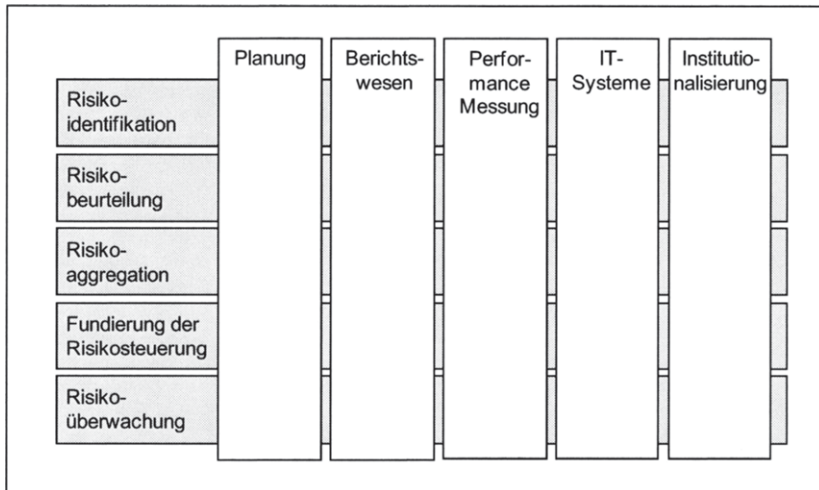 Planung
Berichts-
wesen
Perfor-
mance
Messung
IT-
Systeme
Institutio-
nalisierung
Risiko-
identifikation
Risiko-
beurteilung
Risiko-
aggregation
Fundierung der
Risikosteuerung
Risiko-
überwachung